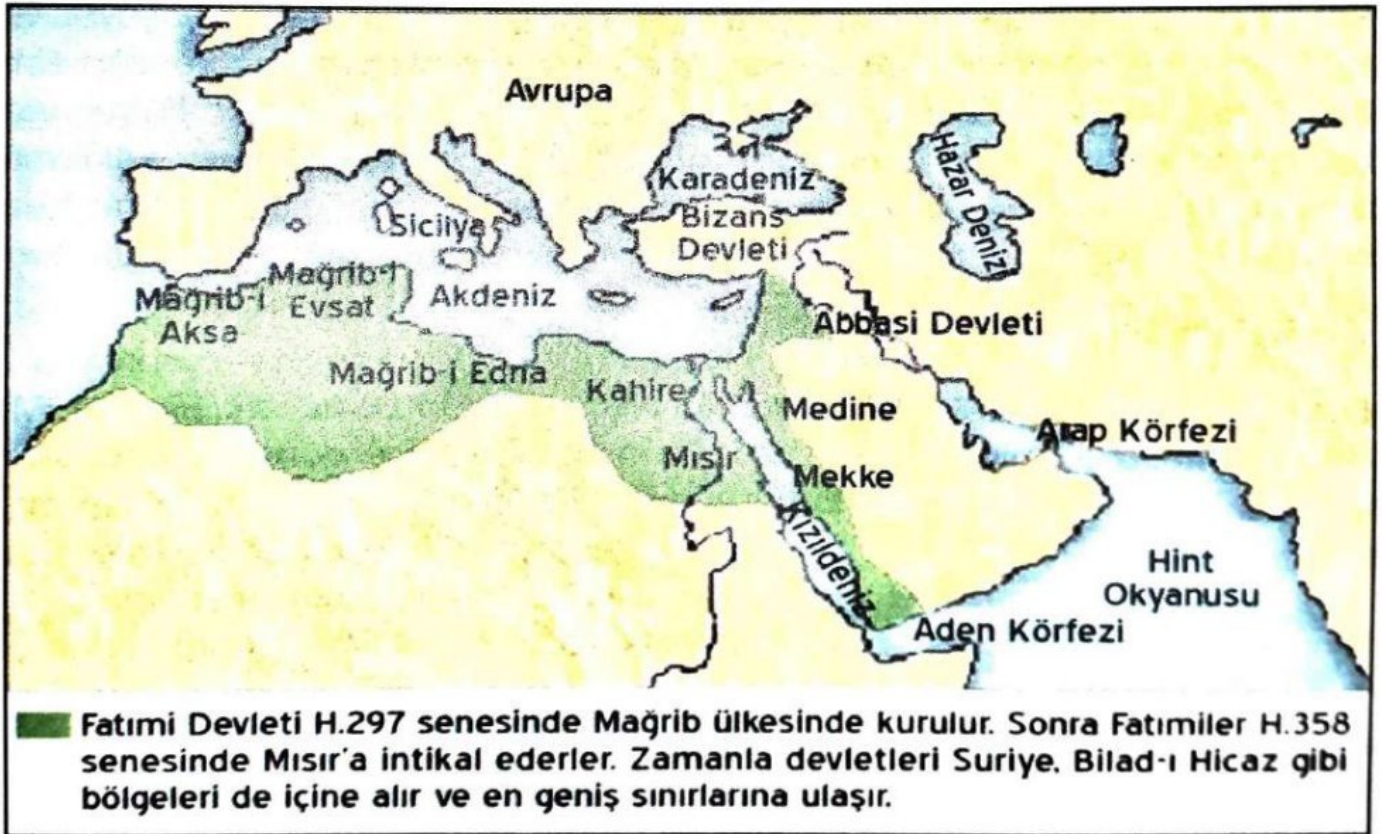 Avrupa
Karadeniz
Hazar Denizi
Sicilya
Bizans
Devleti
Mağrib-i
Evsat
Mağrib-i
Aksa
Akdeniz
Abbasi Devleti
Mağrib-i Edna
Kahire
Medine
Arap Körfezi
Mısır
Mekke
Kızıldeniz
Hint
Okyanusu
Aden Körfezi
Fatımi Devleti H.297 senesinde Mağrib ülkesinde kurulur. Sonra Fatımiler H.358
senesinde Mısır'a intikal ederler. Zamanla devletleri Suriye. Bilad-ı Hicaz gibi
bölgeleri de içine alır ve en geniş sınırlarına ulaşır.